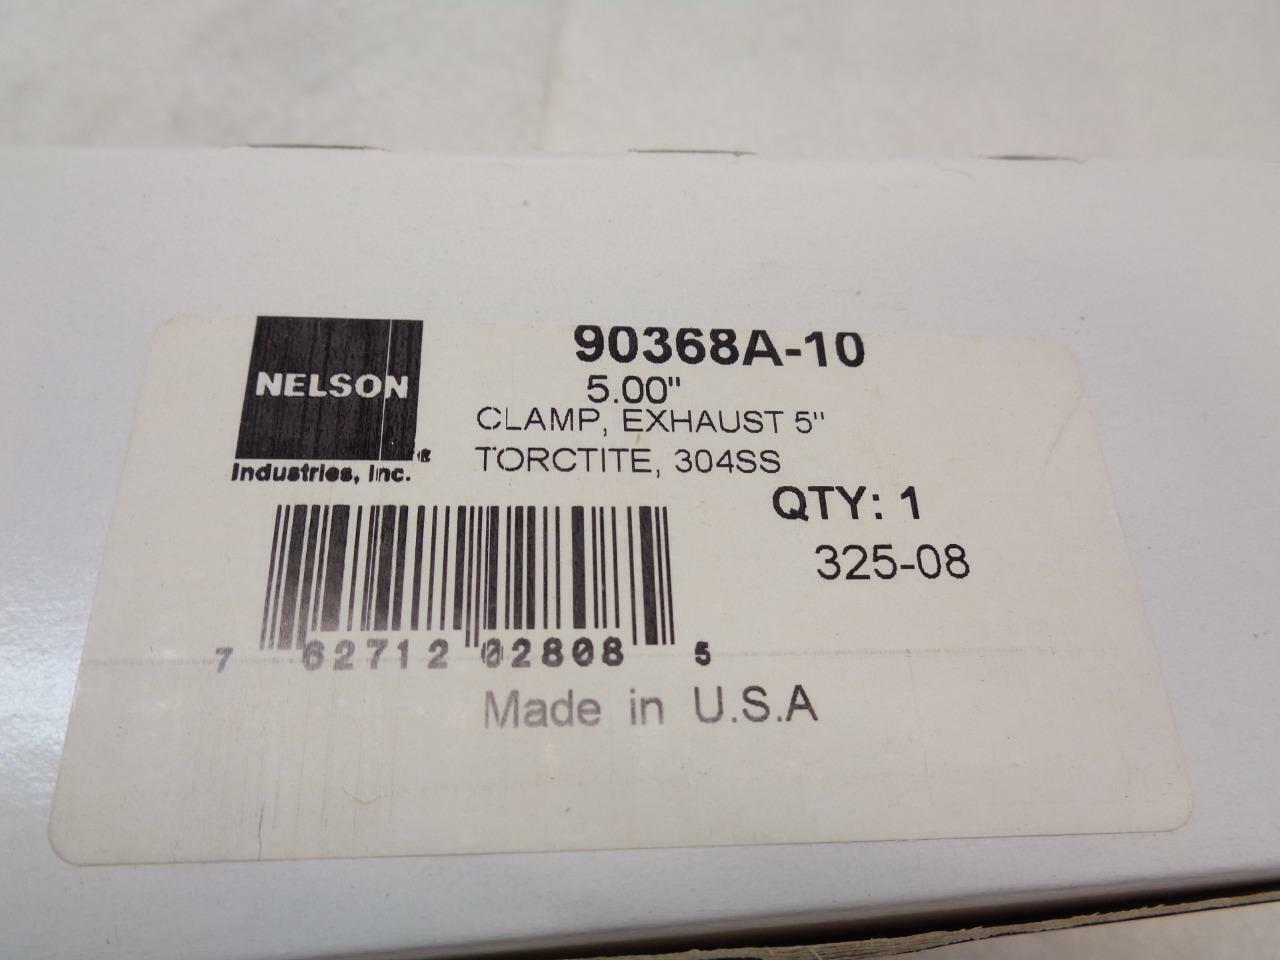 NELSON
Industries, Inc.
90368A-10
5.00"
CLAMP, EXHAUST 5"
TORCTITE, 304SS
QTY: 1
325-08
7 62712 02808 5
Made in U.S.A